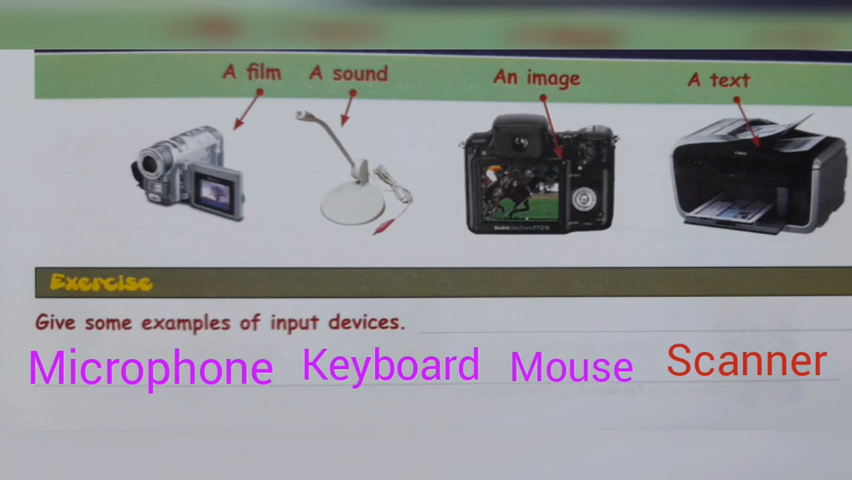 A film A sound An image A text
Exercise
Give some examples of input devices.
Microphone Keyboard Mouse Scanner